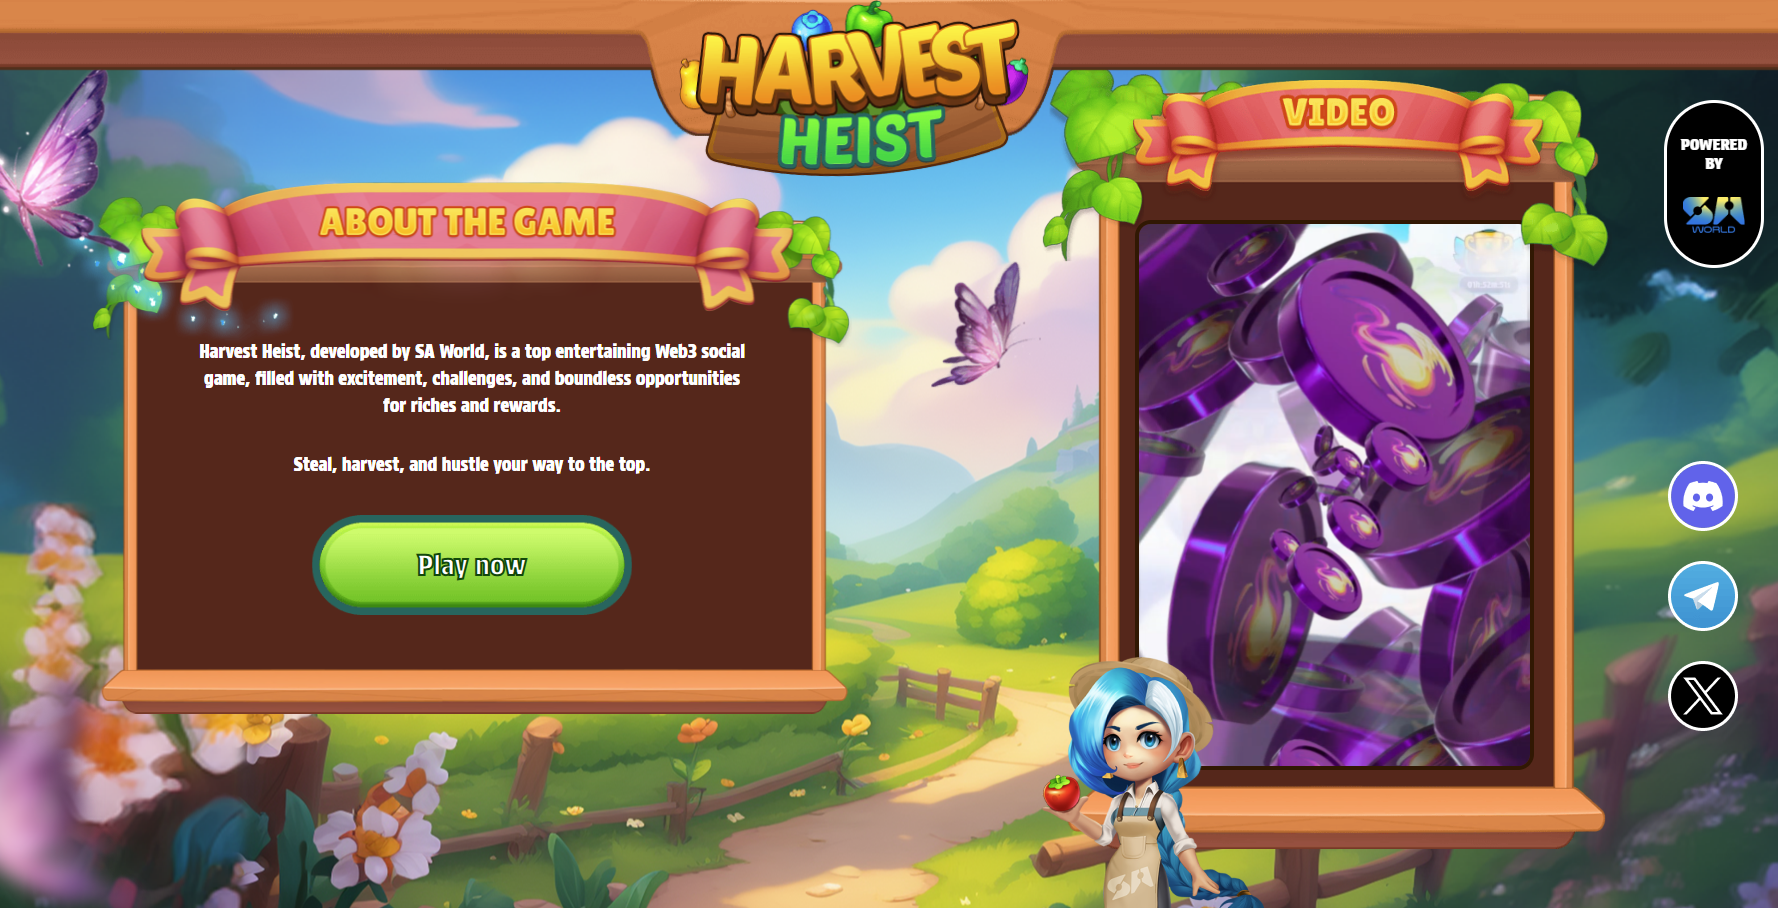 HARVEST
HEIST
VIDEO
POWERED
BY
SA
WORLD
ABOUT THE GAME
Harvest Heist, developed by SA World, is a top entertaining Web3 social
game, filled with excitement, challenges, and boundless opportunities
for riches and rewards.
Steal, harvest, and hustle your way to the top.
Play now
SA